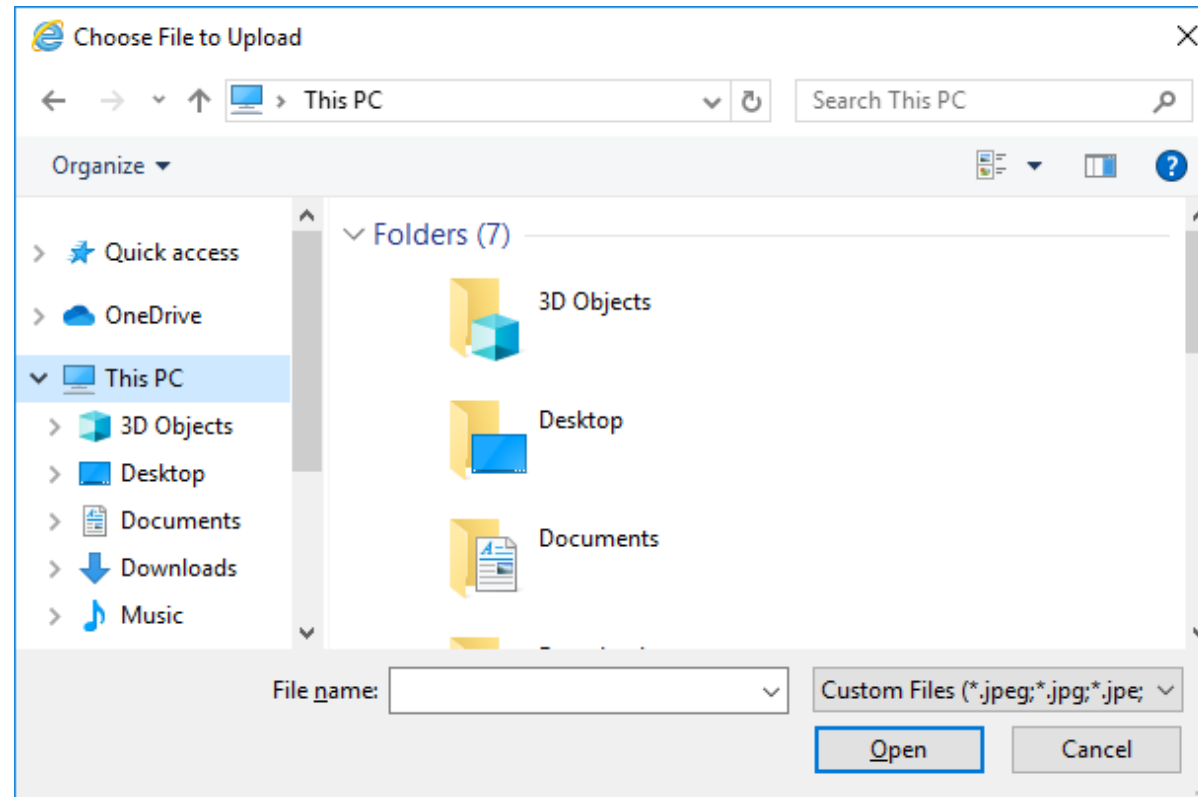 Choose File to Upload
This PC
Search This PC
Organize
Quick access
OneDrive
This PC
3D Objects
Desktop
Documents
Downloads
Music
Folders (7)
3D Objects
Desktop
Documents
File name:
Custom Files (*.jpeg;*.jpg;*.jpe;
Open
Cancel